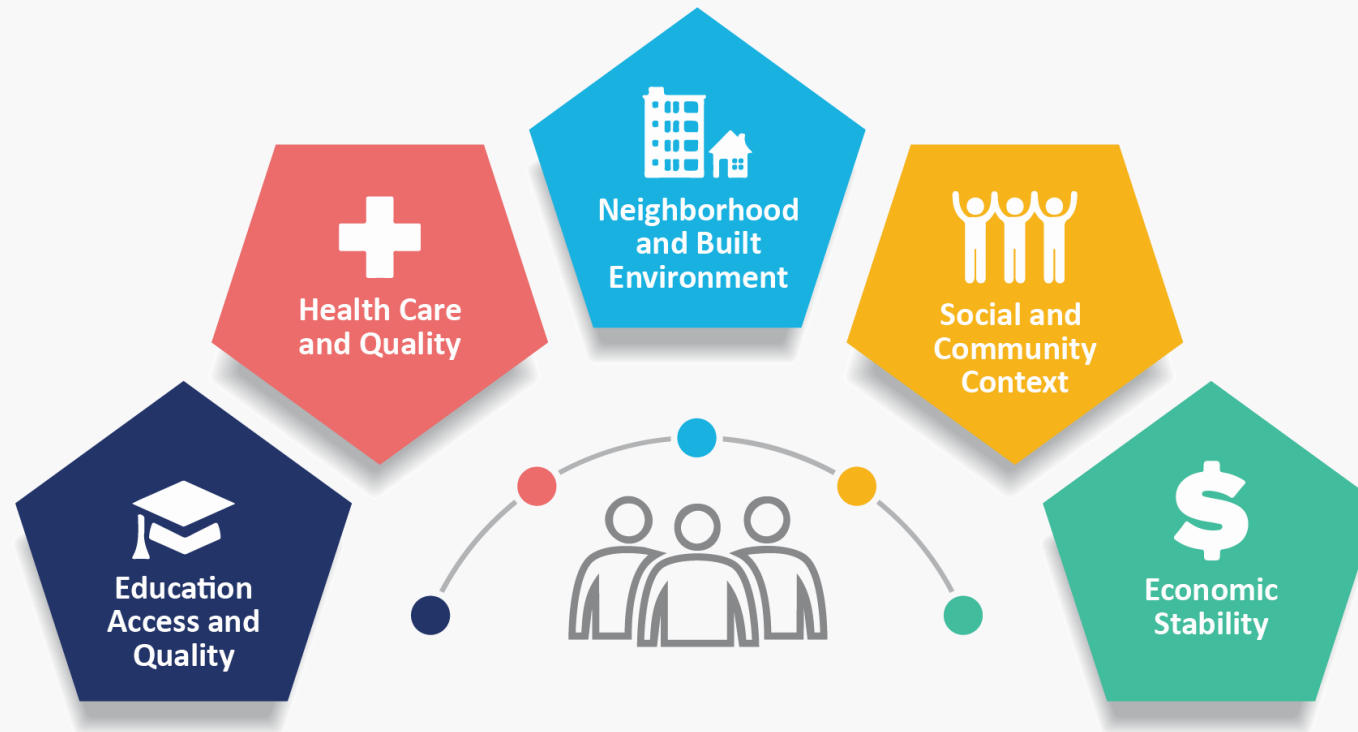 Education
Access and
Quality
Health Care
and Quality
Neighborhood
and Built
Environment
Social and
Community
Context
$
Economic
Stability